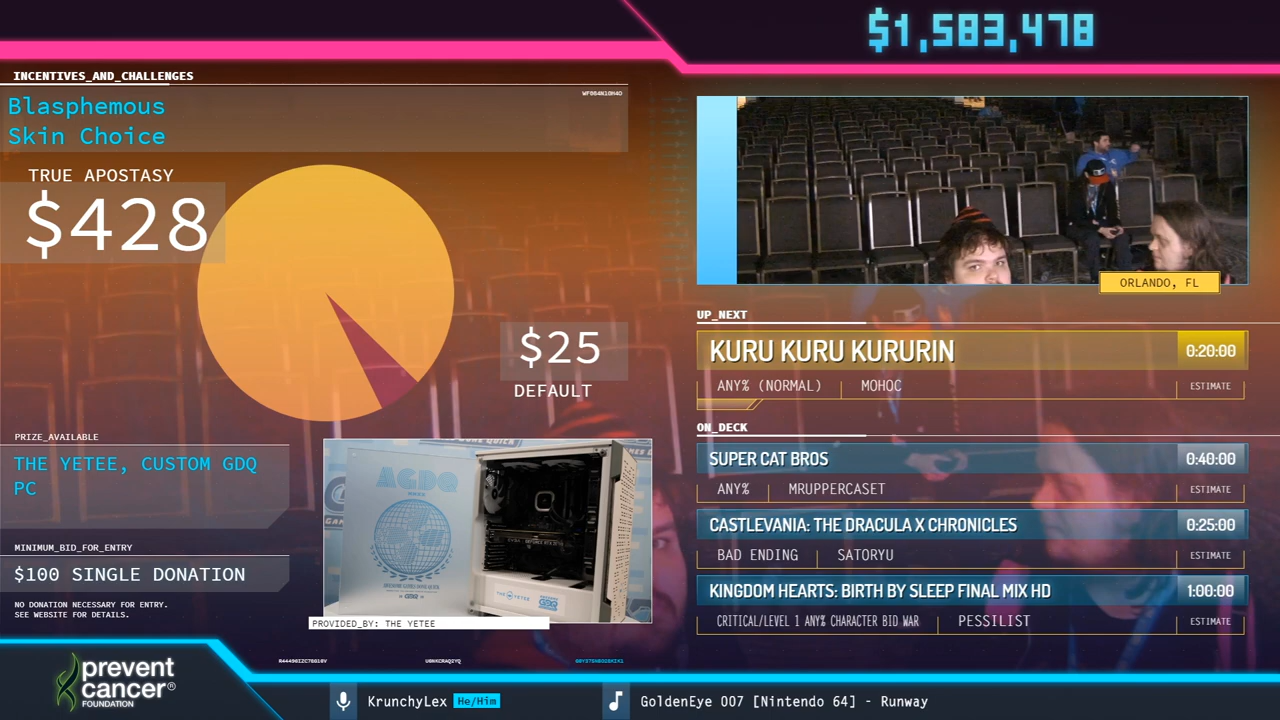 $1,583,478
INCENTIVES_AND_CHALLENGES
Blasphemous
Skin Choice
TRUE APOSTASY
$428
$25
DEFAULT
PRIZE_AVAILABLE
THE YETEE, CUSTOM GDQ
PC
MINIMUM_BID_FOR_ENTRY
$100 SINGLE DONATION
NO DONATION NECESSARY FOR ENTRY.
SEE WEBSITE FOR DETAILS.
AGDQ
PROVIDED_BY: THE YETEE
ORLANDO, FL
UP_NEXT
KURU KURU KURURIN
0:20:00
ANY% (NORMAL)
MOHOC
ESTIMATE
ON_DECK
SUPER CAT BROS
0:40:00
ANY%
MRUPPERCASET
ESTIMATE
CASTLEVANIA: THE DRACULA X CHRONICLES
0:25:00
BAD ENDING
SATORYU
ESTIMATE
KINGDOM HEARTS: BIRTH BY SLEEP FINAL MIX HD
1:00:00
CRITICAL/LEVEL 1 ANY% CHARACTER BID WAR
PESSILIST
ESTIMATE
prevent
cancer®
FOUNDATION
KrunchyLex He/Him
GoldenEye 007 [Nintendo 64] - Runway